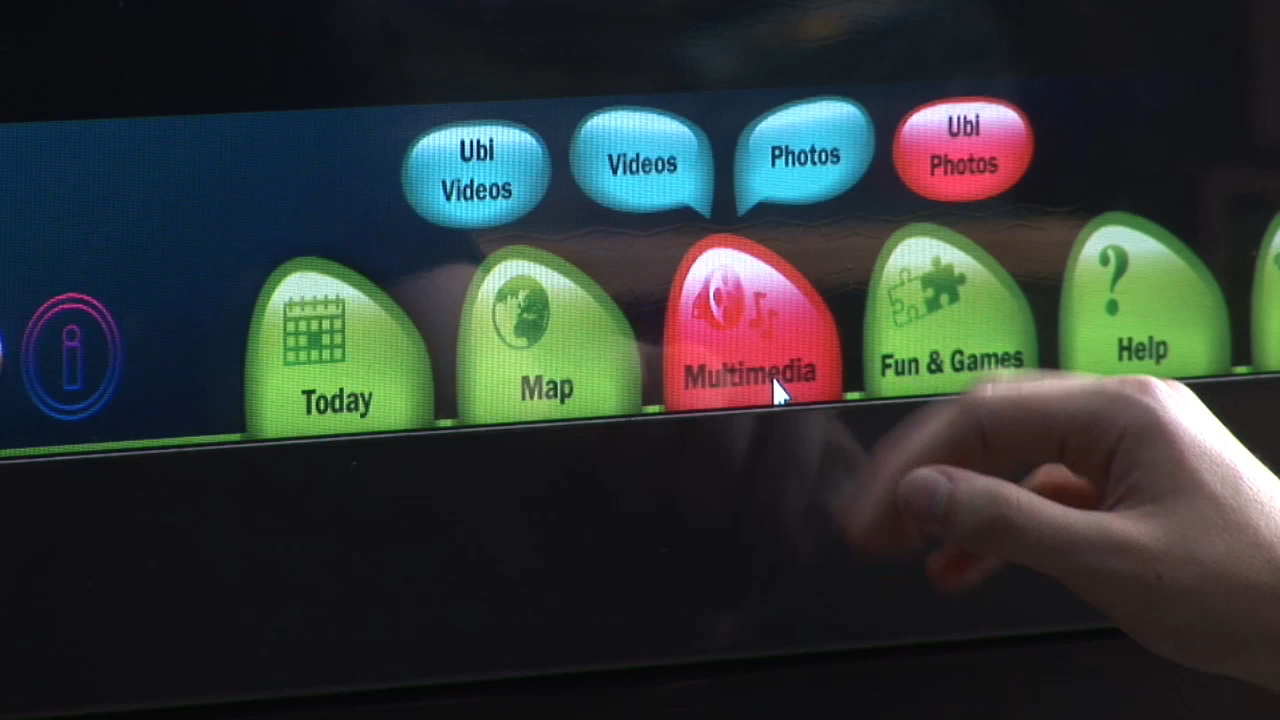 Ubi
Videos
Videos
Photos
Ubi
Photos
Today
Map
Multimedia
Fun & Games
Help